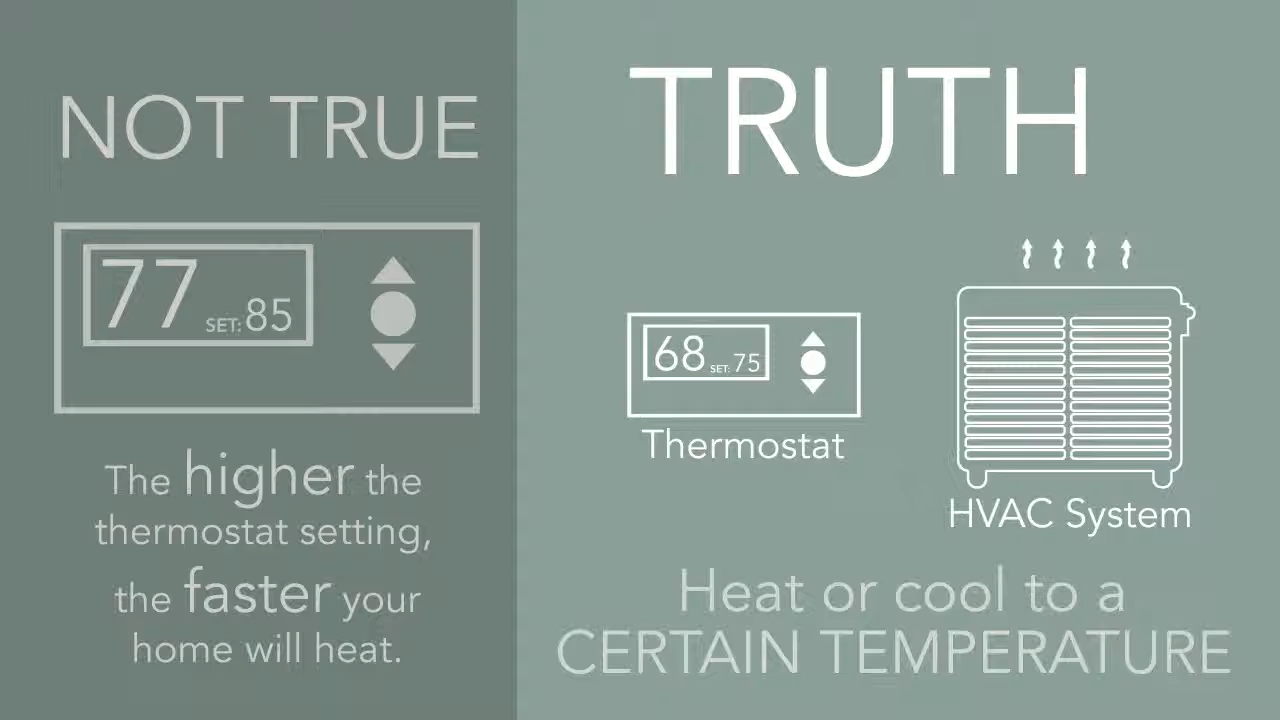 NOT TRUE
77 SET: 85
The higher the
thermostat setting,
the faster your
home will heat.
TRUTH
68 SET: 75
Thermostat
HVAC System
Heat or cool to a
CERTAIN TEMPERATURE